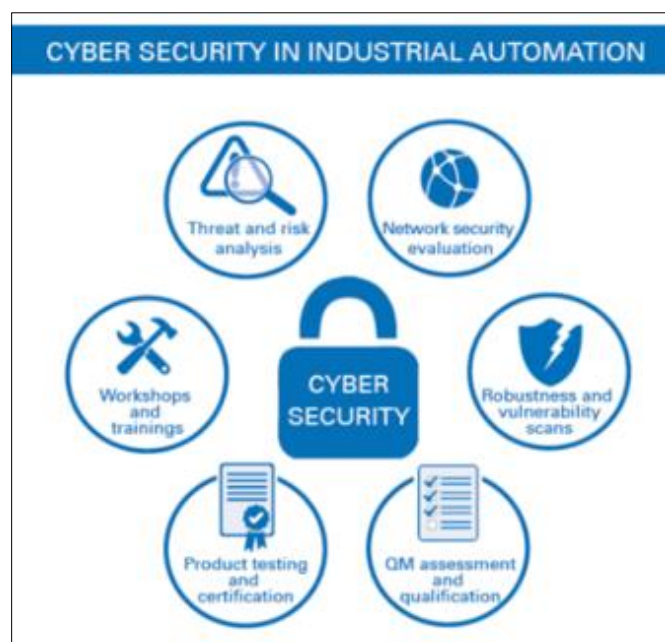 CYBER SECURITY IN INDUSTRIAL AUTOMATION
Threat and risk
analysis
Network security
evaluation
Workshops
and
trainings
CYBER
SECURITY
Robustness and
vulnerability
scans
Product testing
and
certification
QM assessment
and
qualification